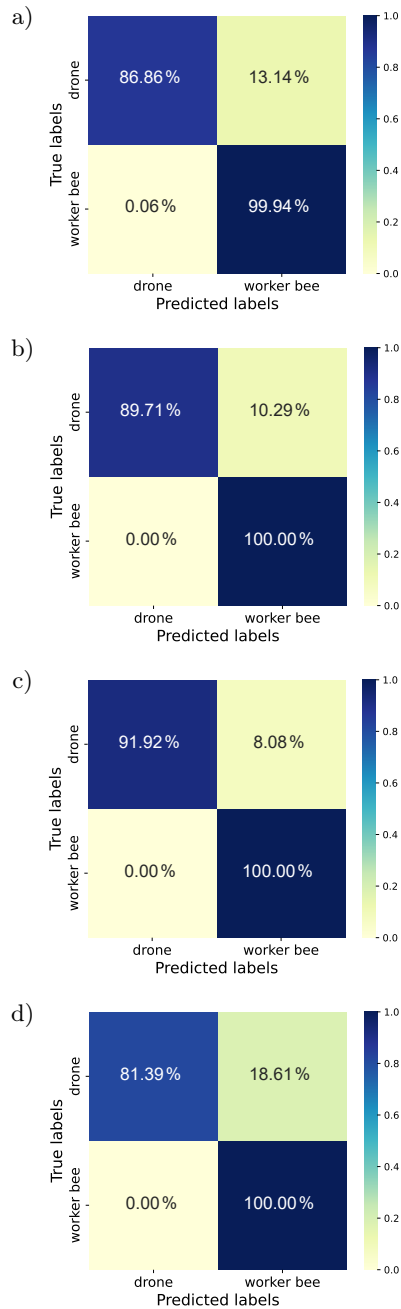 a)
True labels
drone
worker bee
86.86 % 13.14 %
0.06 % 99.94 %
drone worker bee
Predicted labels
1.0
0.8
0.6
0.4
0.2
0.0
b)
True labels
drone
worker bee
89.71 % 10.29 %
0.00 % 100.00 %
drone worker bee
Predicted labels
1.0
0.8
0.6
0.4
0.2
0.0
c)
True labels
drone
worker bee
91.92 % 8.08 %
0.00 % 100.00 %
drone worker bee
Predicted labels
1.0
0.8
0.6
0.4
0.2
0.0
d)
True labels
drone
worker bee
81.39 % 18.61 %
0.00 % 100.00 %
drone worker bee
Predicted labels
1.0
0.8
0.6
0.4
0.2
0.0